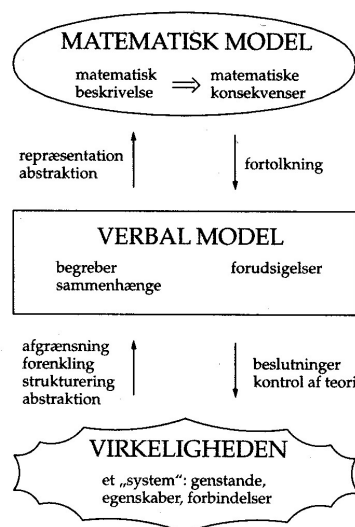 MATEMATISK MODEL
matematisk ⇒ matematiske
beskrivelse konsekvenser
repræsentation
abstraktion
fortolkning
VERBAL MODEL
begreber forudsigelser
sammenhænge
afgrænsning
forenkling
strukturering
abstraktion
beslutninger
kontrol af teori
VIRKELIGHEDEN
et „system“: genstande,
egenskaber, forbindelser